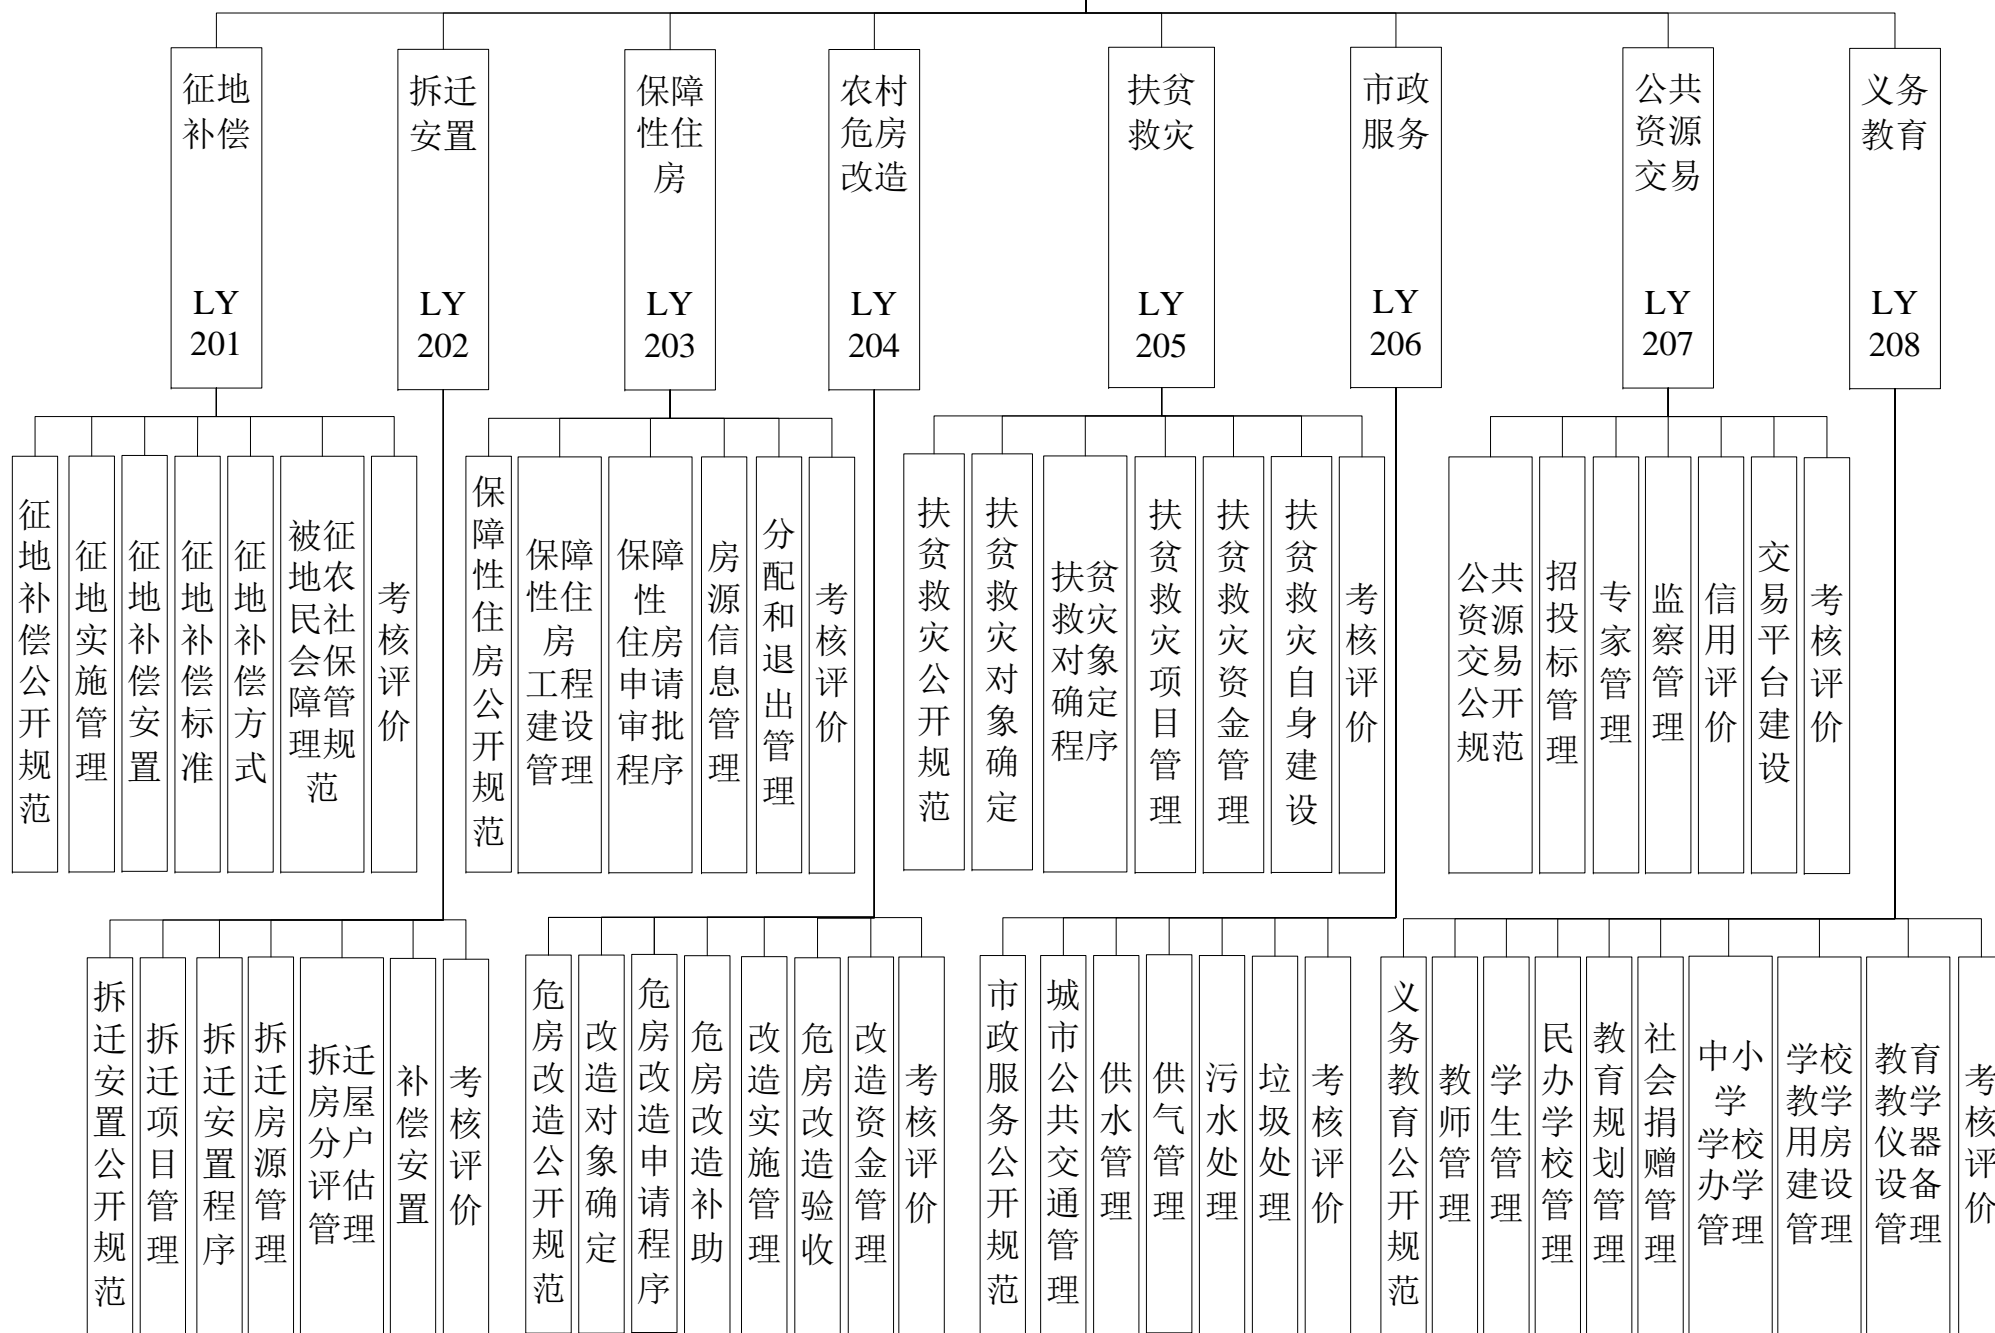 征地
补偿
LY
201
拆迁
安置
LY
202
保障
性住
房
LY
203
农村
危房
改造
LY
204
扶贫
救灾
LY
205
市政
服务
LY
206
公共
资源
交易
LY
207
义务
教育
LY
208
征地补偿公开规范
征地实施管理
征地补偿安置
征地补偿标准
征地补偿方式
被征
地农
民社
会保
障管
理规
范
考核评价
保障性住房公开规范
保障
性住
房
工程
建设
管理
保障
性
住房
申请
审批
程序
房源信息管理
分配和退出管理
考核评价
扶贫救灾公开规范
扶贫救灾对象确定
扶贫
救灾
对象
确定
程序
扶贫救灾项目管理
扶贫救灾资金管理
扶贫救灾自身建设
考核评价
公共
资源
交易
公开
规范
招投标管理
专家管理
监察管理
信用评价
交易平台建设
考核评价
拆迁安置公开规范
拆迁项目管理
拆迁安置程序
拆迁房源管理
拆迁
房屋
分户
评估
管理
补偿安置
考核评价
危房改造公开规范
改造对象确定
危房改造申请程序
危房改造补助
改造实施管理
危房改造验收
改造资金管理
考核评价
市政服务公开规范
城市公共交通管理
供水管理
供气管理
污水处理
垃圾处理
考核评价
义务教育公开规范
教师管理
学生管理
民办学校管理
教育规划管理
社会捐赠管理
中小
学
学校
办学
管理
学校
教学
用房
建设
管理
教育
教学
仪器
设备
管理
考核评价